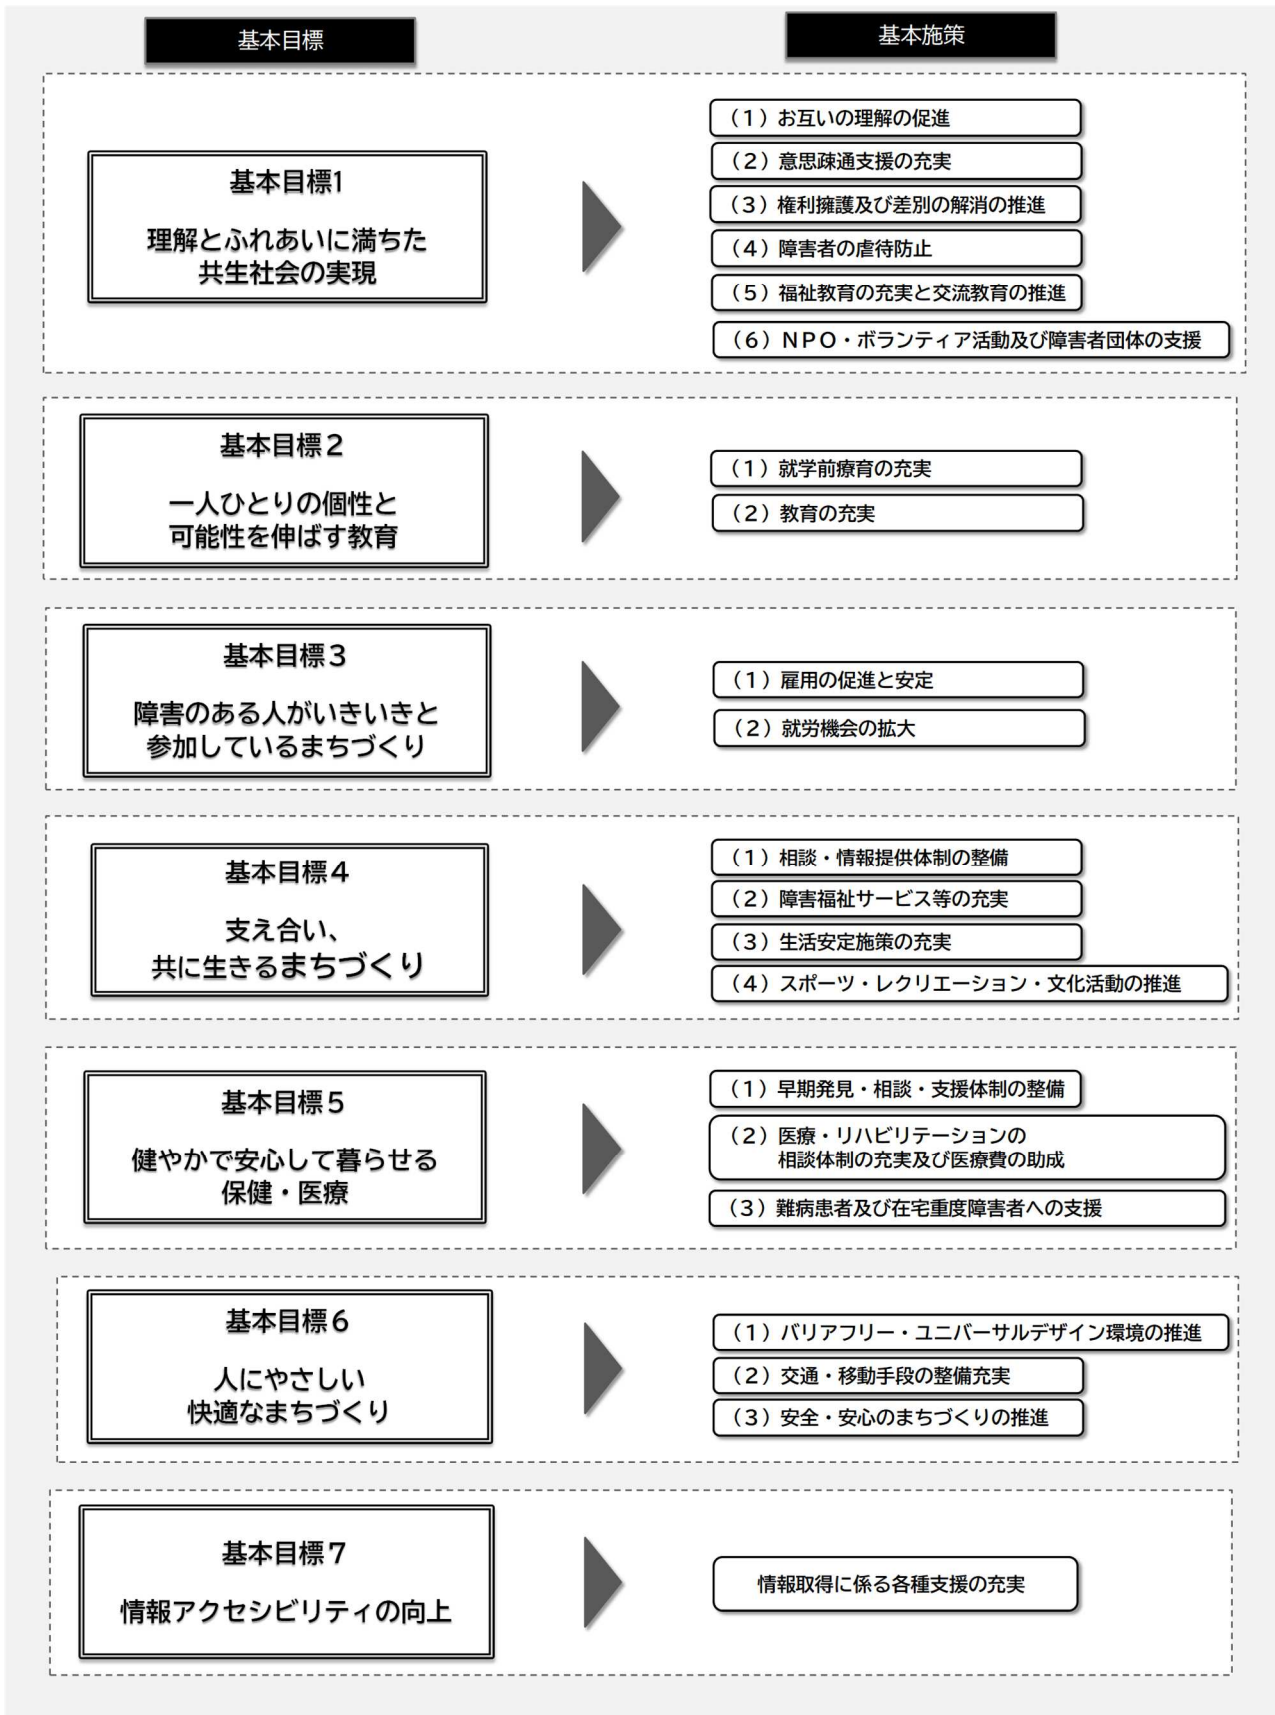 基本目標
基本施策
基本目標1
理解とふれあいに満ちた
共生社会の実現
（1）お互いの理解の促進
（2）意思疎通支援の充実
（3）権利擁護及び差別の解消の推進
（4）障害者の虐待防止
（5）福祉教育の充実と交流教育の推進
（6）ＮＰＯ・ボランティア活動及び障害者団体の支援
基本目標２
一人ひとりの個性と
可能性を伸ばす教育
（1）就学前療育の充実
（2）教育の充実
基本目標３
障害のある人がいきいきと
参加しているまちづくり
（1）雇用の促進と安定
（2）就労機会の拡大
基本目標４
支え合い、
共に生きるまちづくり
（1）相談・情報提供体制の整備
（2）障害福祉サービス等の充実
（3）生活安定施策の充実
（4）スポーツ・レクリエーション・文化活動の推進
基本目標５
健やかで安心して暮らせる
保健・医療
（1）早期発見・相談・支援体制の整備
（2）医療・リハビリテーションの
相談体制の充実及び医療費の助成
（3）難病患者及び在宅重度障害者への支援
基本目標６
人にやさしい
快適なまちづくり
（1）バリアフリー・ユニバーサルデザイン環境の推進
（2）交通・移動手段の整備充実
（3）安全・安心のまちづくりの推進
基本目標７
情報アクセシビリティの向上
情報取得に係る各種支援の充実